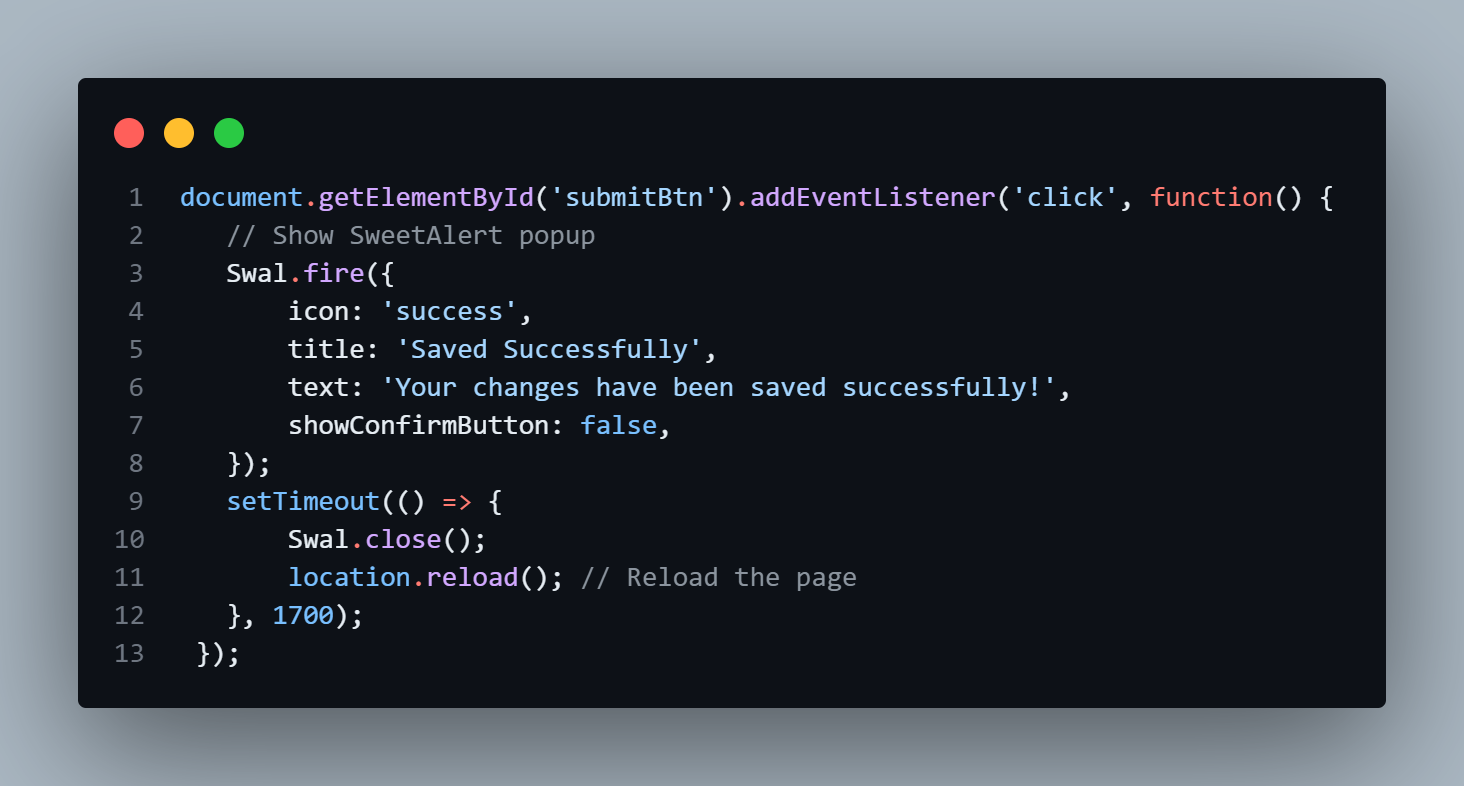 1 document.getElementById('submitBtn').addEventListener('click', function() {
2    // Show SweetAlert popup
3    Swal.fire({
4        icon: 'success',
5        title: 'Saved Successfully',
6        text: 'Your changes have been saved successfully!',
7        showConfirmButton: false,
8    });
9    setTimeout(() => {
10        Swal.close();
11        location.reload(); // Reload the page
12    }, 1700);
13  });